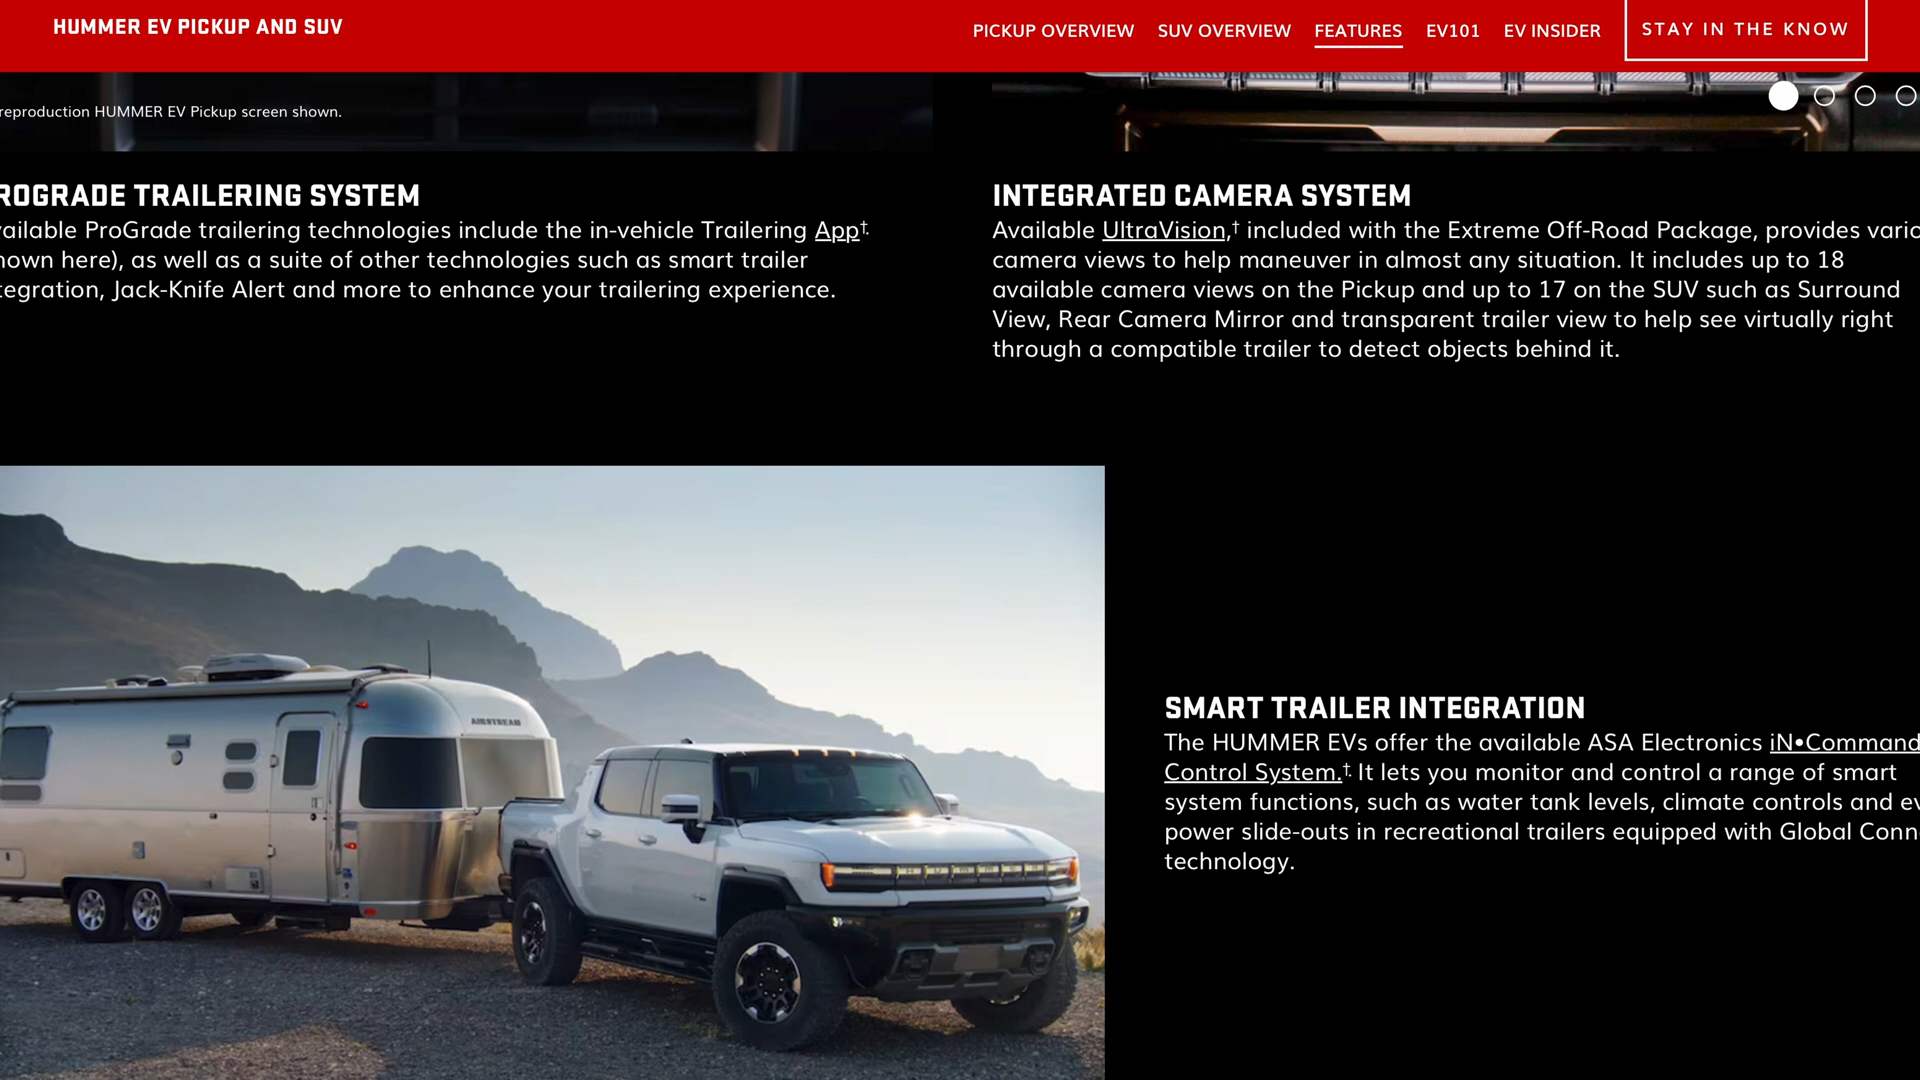 HUMMER EV PICKUP AND SUV
PICKUP OVERVIEW SUV OVERVIEW FEATURES EV101 EV INSIDER STAY IN THE KNOW
reproduction HUMMER EV Pickup screen shown.
ROGRADE TRAILERING SYSTEM
vailable ProGrade trailering technologies include the in-vehicle Trailering App†.
hown here), as well as a suite of other technologies such as smart trailer
tegration, Jack-Knife Alert and more to enhance your trailering experience.
INTEGRATED CAMERA SYSTEM
Available UltraVision,† included with the Extreme Off-Road Package, provides vario
camera views to help maneuver in almost any situation. It includes up to 18
available camera views on the Pickup and up to 17 on the SUV such as Surround
View, Rear Camera Mirror and transparent trailer view to help see virtually right
through a compatible trailer to detect objects behind it.
AIRSTREAM
HUMMER
SMART TRAILER INTEGRATION
The HUMMER EVs offer the available ASA Electronics iN•Command
Control System.† It lets you monitor and control a range of smart
system functions, such as water tank levels, climate controls and ev
power slide-outs in recreational trailers equipped with Global Conn
technology.